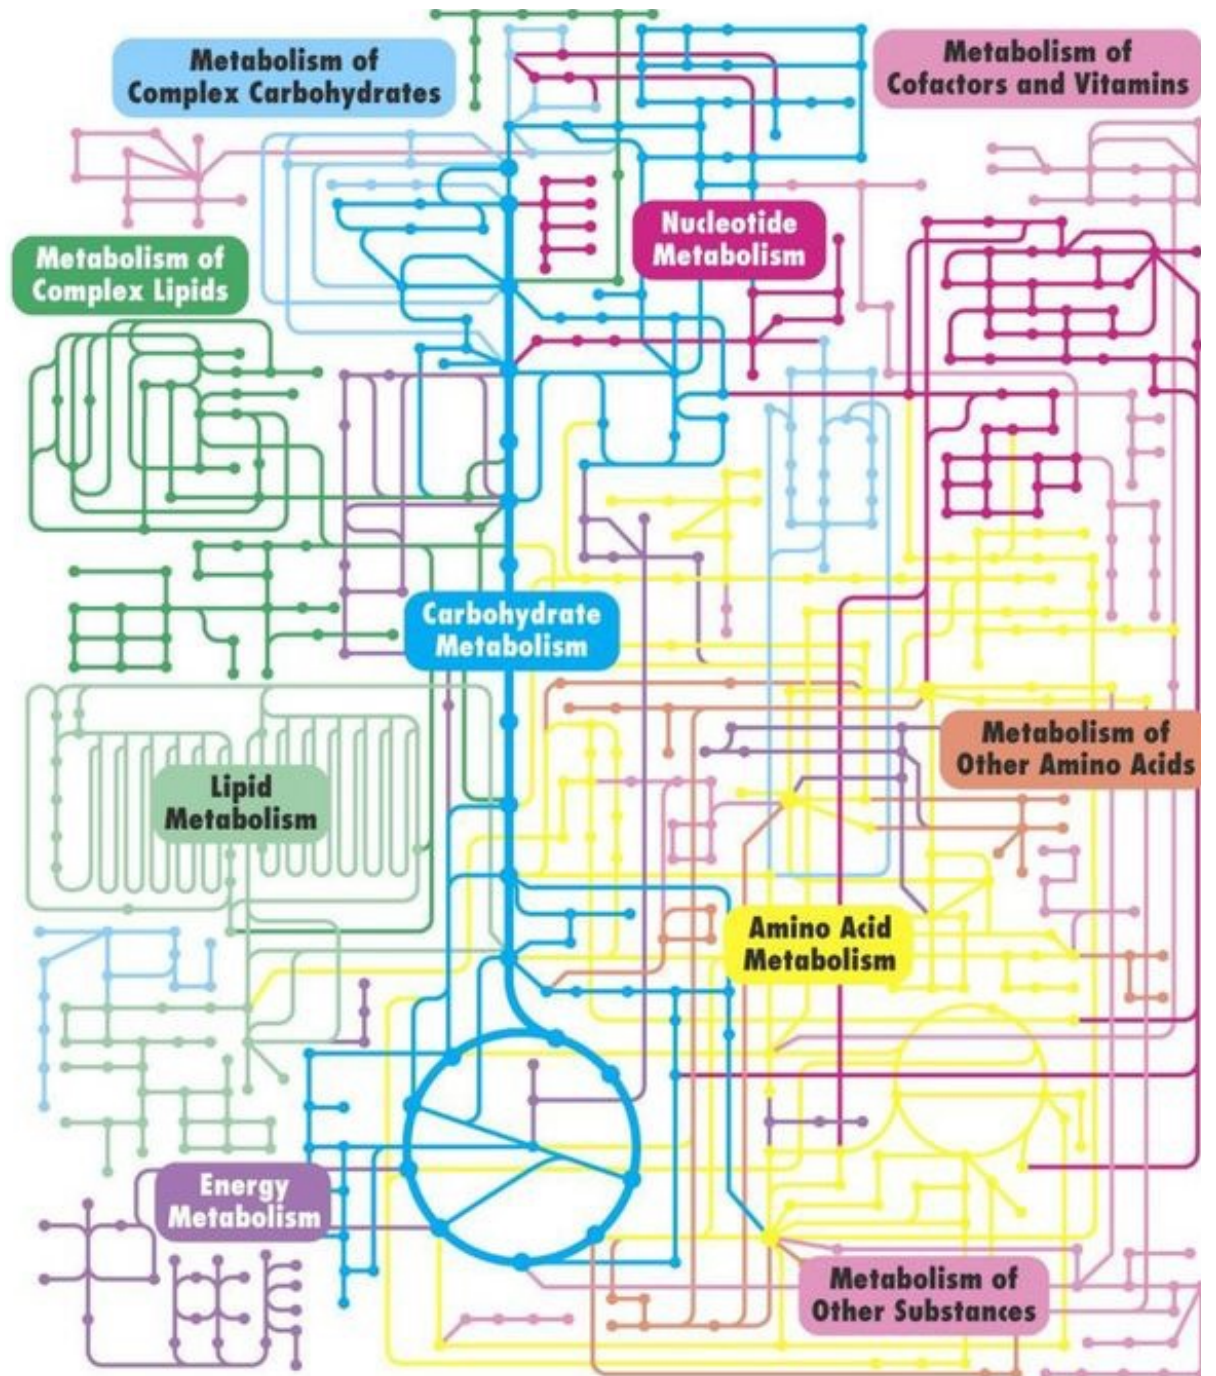 Metabolism of
Complex Carbohydrates
Metabolism of
Cofactors and Vitamins
Nucleotide
Metabolism
Metabolism of
Complex Lipids
Carbohydrate
Metabolism
Metabolism of
Other Amino Acids
Lipid
Metabolism
Amino Acid
Metabolism
Energy
Metabolism
Metabolism of
Other Substances